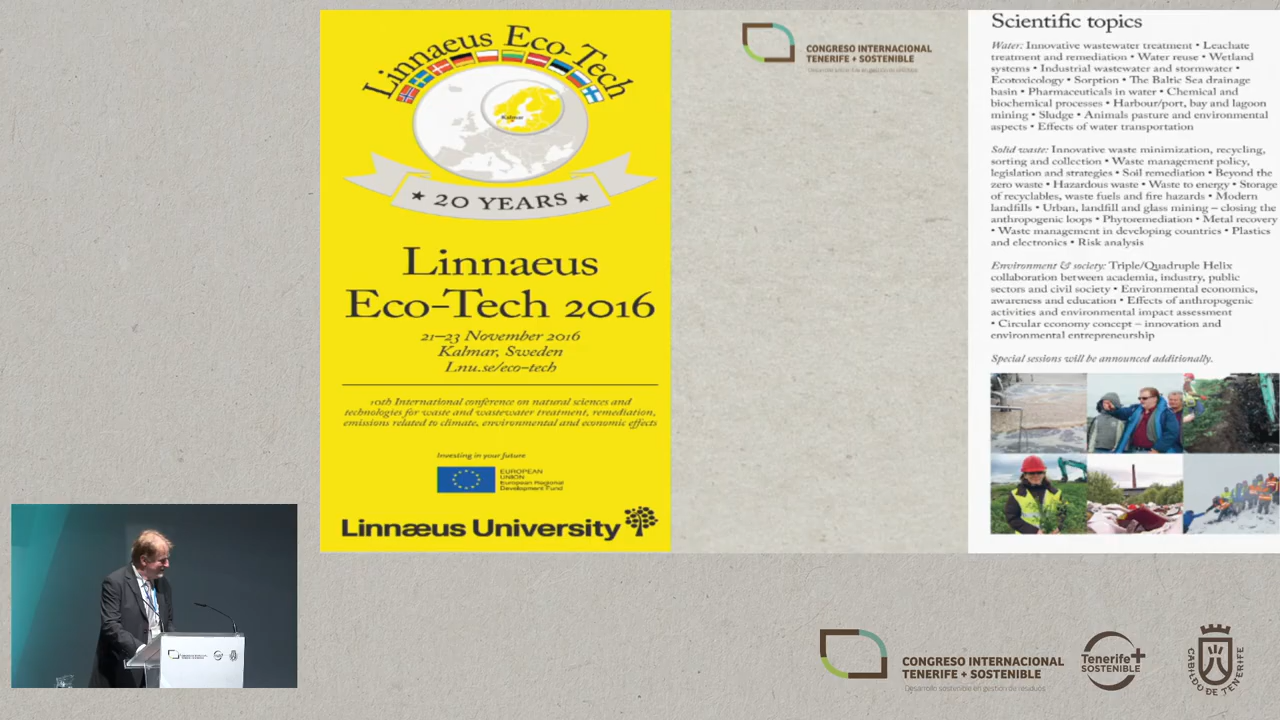 Linnaeus Eco-Tech
Kalmar
★ 20 YEARS ★
Linnaeus
Eco-Tech 2016
21–23 November 2016
Kalmar, Sweden
Lnu.se/eco-tech
10th International conference on natural sciences and
technologies for waste and wastewater treatment, remediation,
emissions related to climate, environmental and economic effects
Investing in your future
EUROPEAN
UNION
European Regional
Development Fund
Linnæus University
CONGRESO INTERNACIONAL
TENERIFE + SOSTENIBLE
Desarrollo sostenible en gestión de residuos
Scientific topics
Water: Innovative wastewater treatment • Leachate
treatment and remediation • Water reuse • Wetland
systems • Industrial wastewater and stormwater •
Ecotoxicology • Sorption • The Baltic Sea drainage
basin • Pharmaceuticals in water • Chemical and
biochemical processes • Harbour/port, bay and lagoon
mining • Sludge • Animals pasture and environmental
aspects • Effects of water transportation
Solid waste: Innovative waste minimization, recycling,
sorting and collection • Waste management policy,
legislation and strategies • Soil remediation • Beyond the
zero waste • Hazardous waste • Waste to energy • Storage
of recyclables, waste fuels and fire hazards • Modern
landfills • Urban, landfill and glass mining – closing the
anthropogenic loops • Phytoremediation • Metal recovery
• Waste management in developing countries • Plastics
and electronics • Risk analysis
Environment & society: Triple/Quadruple Helix
collaboration between academia, industry, public
sectors and civil society • Environmental economics,
awareness and education • Effects of anthropogenic
activities and environmental impact assessment
• Circular economy concept – innovation and
environmental entrepreneurship
Special sessions will be announced additionally.
CONGRESO INTERNACIONAL
TENERIFE + SOSTENIBLE
Desarrollo sostenible en gestión de residuos
Tenerife+
SOSTENIBLE
CABILDO DE TENERIFE